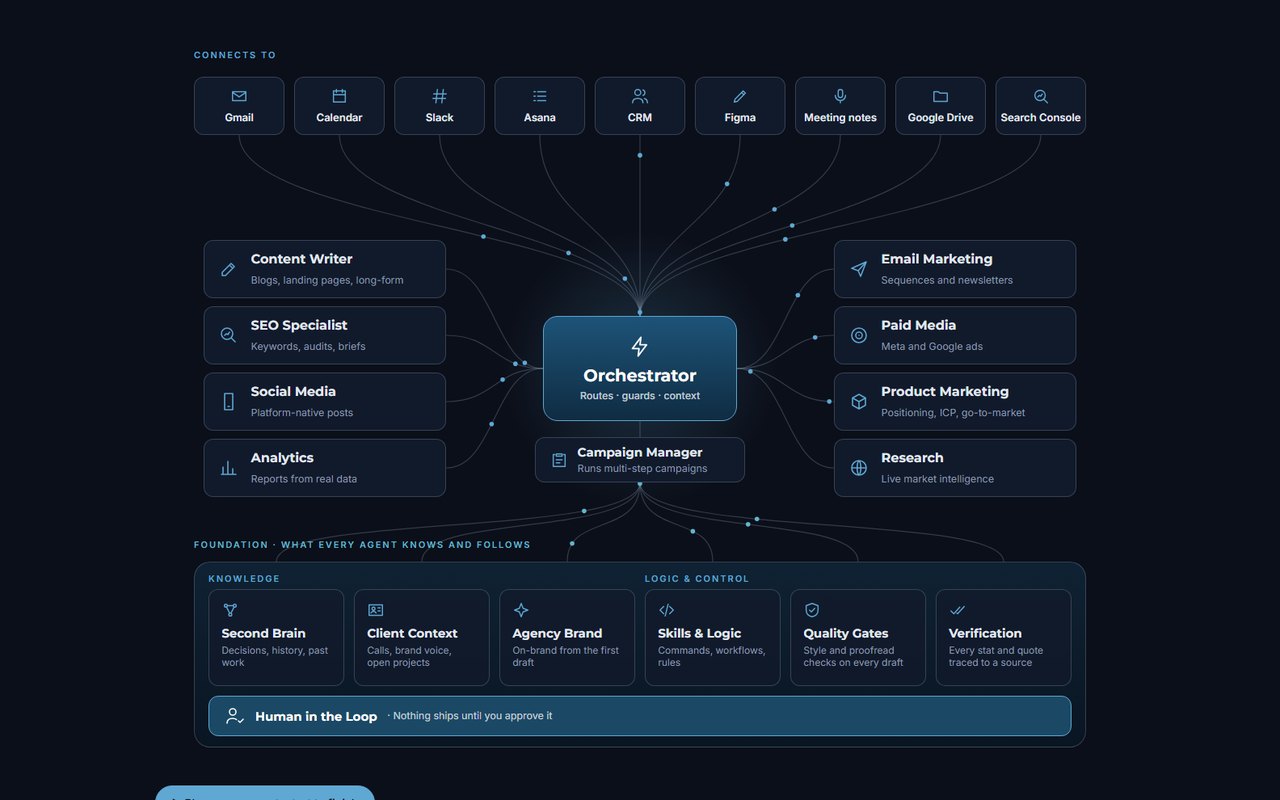 CONNECTS TO
Gmail
Calendar
Slack
Asana
CRM
Figma
Meeting notes
Google Drive
Search Console
Content Writer
Blogs, landing pages, long-form
SEO Specialist
Keywords, audits, briefs
Social Media
Platform-native posts
Analytics
Reports from real data
Orchestrator
Routes · guards · context
Campaign Manager
Runs multi-step campaigns
Email Marketing
Sequences and newsletters
Paid Media
Meta and Google ads
Product Marketing
Positioning, ICP, go-to-market
Research
Live market intelligence
FOUNDATION · WHAT EVERY AGENT KNOWS AND FOLLOWS
KNOWLEDGE
Second Brain
Decisions, history, past
work
Client Context
Calls, brand voice,
open projects
Agency Brand
On-brand from the first
draft
LOGIC & CONTROL
Skills & Logic
Commands, workflows,
rules
Quality Gates
Style and proofread
checks on every draft
Verification
Every stat and quote
traced to a source
Human in the Loop
· Nothing ships until you approve it